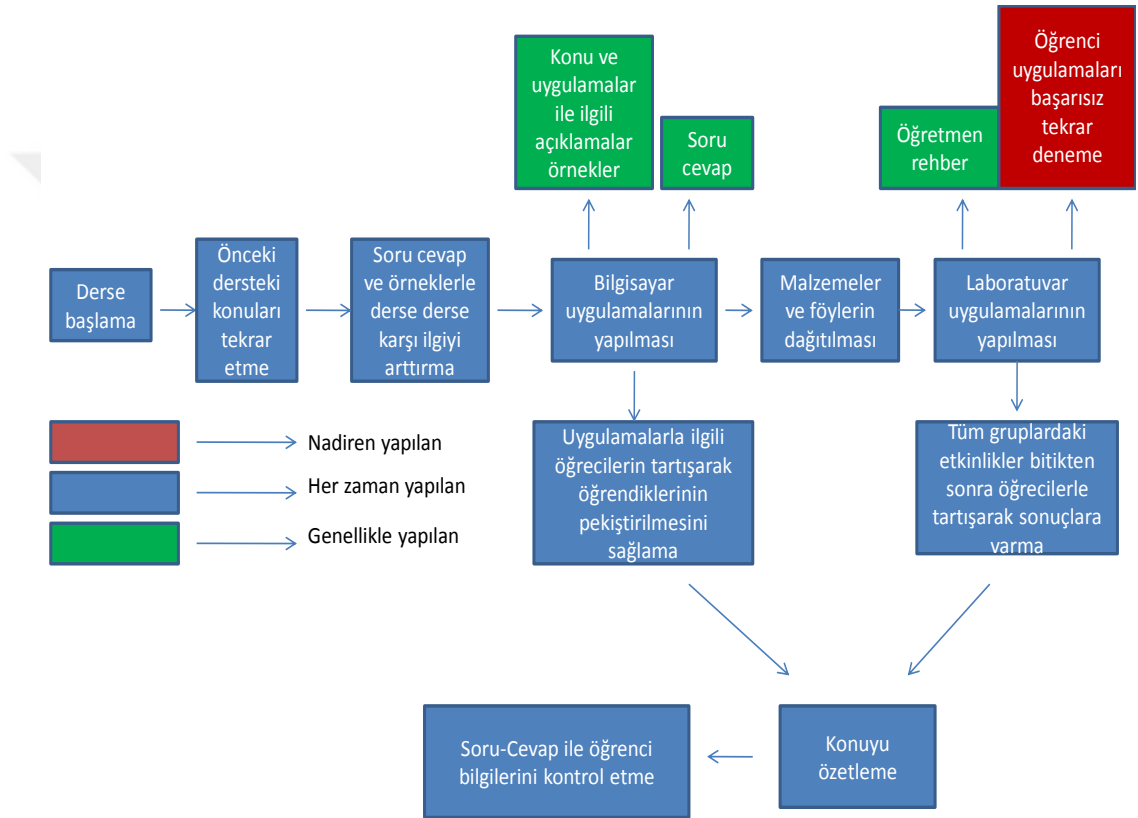 Konu ve
uygulamalar
ile ilgili
açıklamalar
örnekler
Soru
cevap
Öğretmen
rehber
Öğrenci
uygulamaları
başarısız
tekrar
deneme
Derse
başlama
Önceki
dersteki
konuları
tekrar
etme
Soru cevap
ve örneklerle
derse derse
karşı ilgiyi
arttırma
Bilgisayar
uygulamalarının
yapılması
Malzemeler
ve föylerin
dağıtılması
Laboratuvar
uygulamalarının
yapılması
Nadiren yapılan
Her zaman yapılan
Genellikle yapılan
Uygulamalarla ilgili
öğrecilerin tartışarak
öğrendiklerinin
pekiştirilmesini
sağlama
Tüm gruplardaki
etkinlikler bitikten
sonra öğrecilerle
tartışarak sonuçlara
varma
Soru-Cevap ile öğrenci
bilgilerini kontrol etme
Konuyu
özetleme